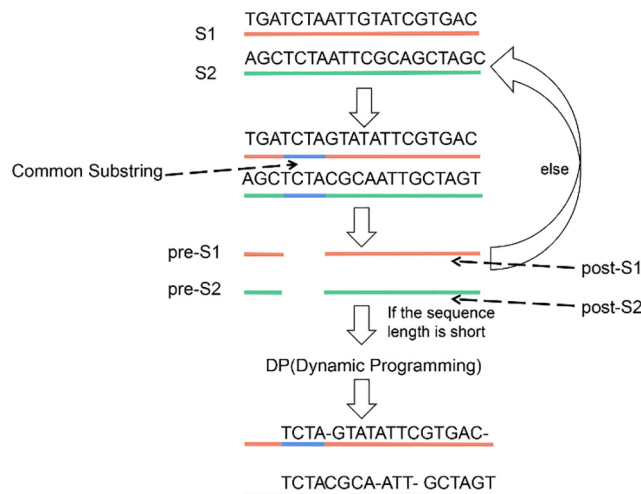 TGATCTAATTGTATCGTGAC
S1
AGCTCTAATTCGCAGCTAGC
S2
TGATCTAGTATATTCGTGAC
Common Substring
else
AGCTCTACGCAATTGCTAGT
pre-S1
post-S1
pre-S2
post-S2
If the sequence
length is short
DP(Dynamic Programming)
TCTA-GTATATTCGTGAC-
TCTACGCA-ATT- GCTAGT